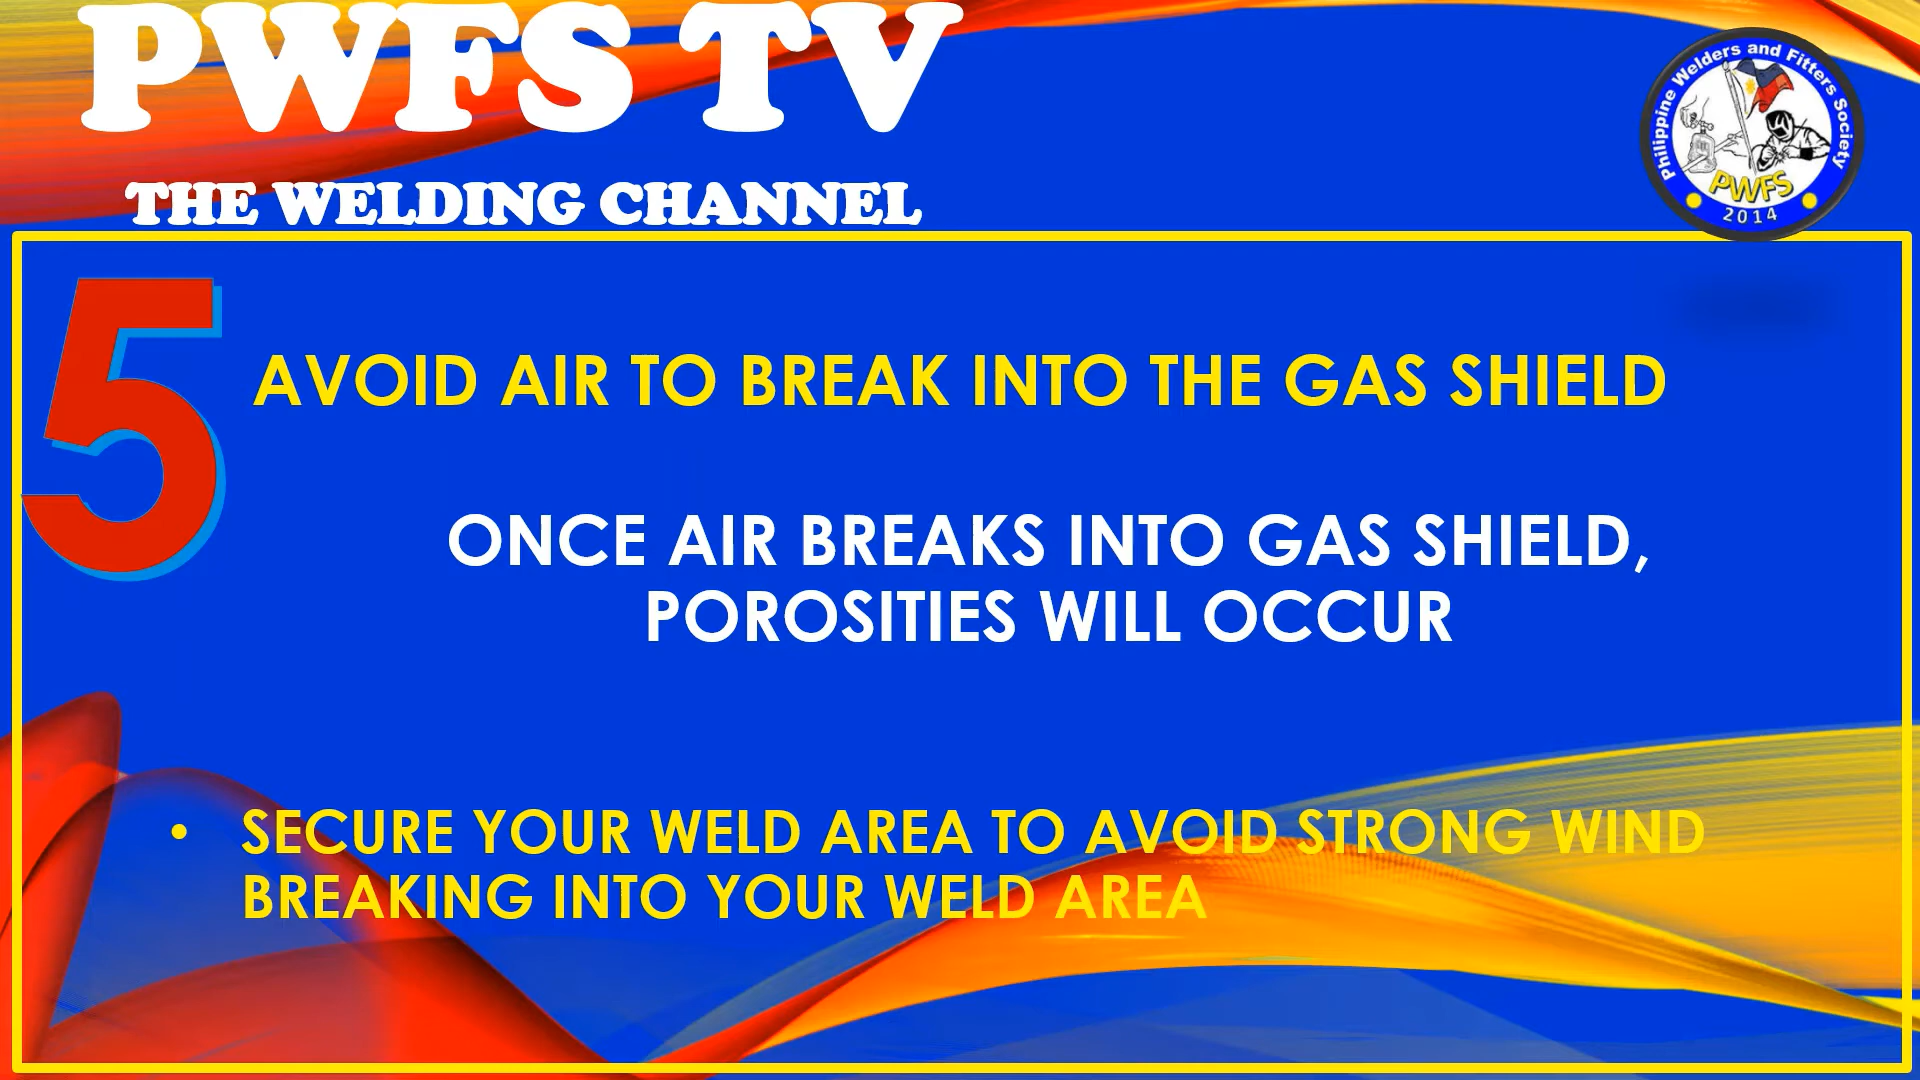 PWFS TV
THE WELDING CHANNEL
Philippine Welders and Fitters Society
PWFS
2014
5
AVOID AIR TO BREAK INTO THE GAS SHIELD
ONCE AIR BREAKS INTO GAS SHIELD,
POROSITIES WILL OCCUR
• SECURE YOUR WELD AREA TO AVOID STRONG WIND
BREAKING INTO YOUR WELD AREA